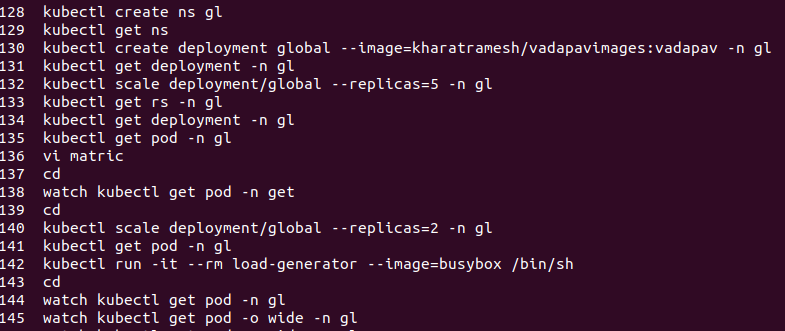 128 kubectl create ns gl
129 kubectl get ns
130 kubectl create deployment global --image=kharatramesh/vadapavimages:vadapav -n gl
131 kubectl get deployment -n gl
132 kubectl scale deployment/global --replicas=5 -n gl
133 kubectl get rs -n gl
134 kubectl get deployment -n gl
135 kubectl get pod -n gl
136 vi matric
137 cd
138 watch kubectl get pod -n get
139 cd
140 kubectl scale deployment/global --replicas=2 -n gl
141 kubectl get pod -n gl
142 kubectl run -it --rm load-generator --image=busybox /bin/sh
143 cd
144 watch kubectl get pod -n gl
145 watch kubectl get pod -o wide -n gl